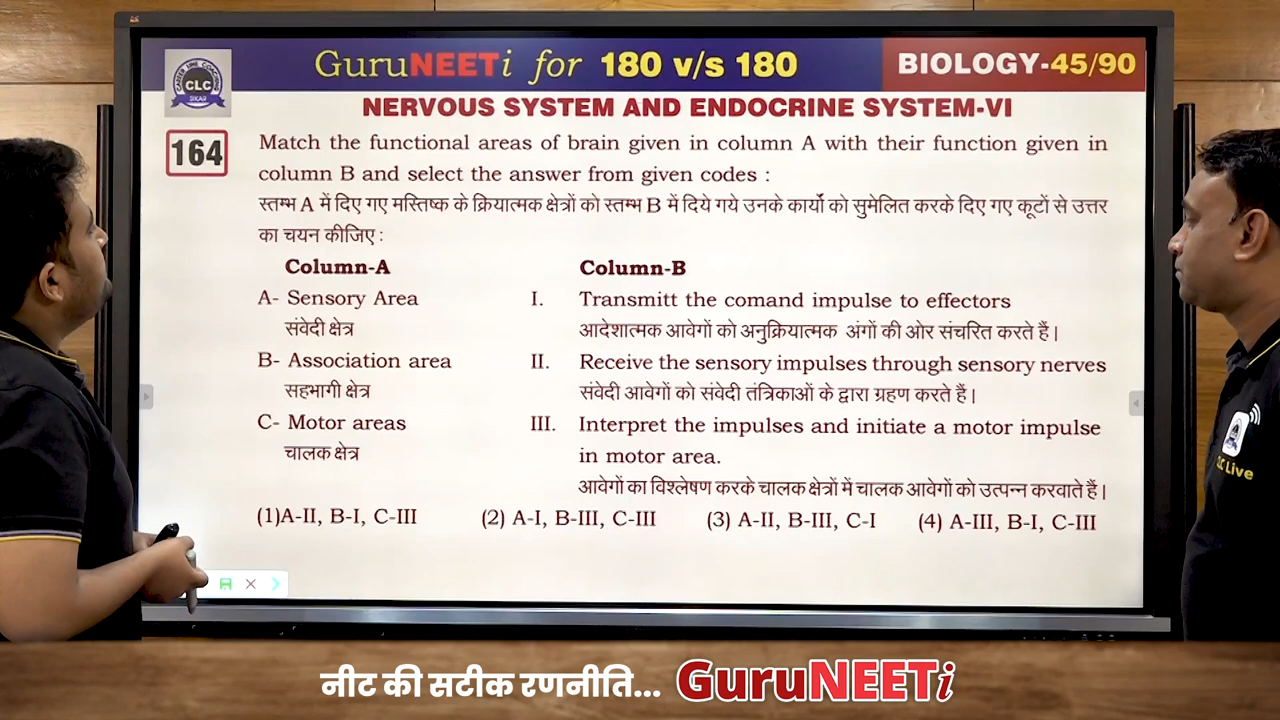 GuruNEETi for 180 v/s 180
BIOLOGY-45/90
CAREER LINE COACHING
CLC
SIKAR
NERVOUS SYSTEM AND ENDOCRINE SYSTEM-VI
164
Match the functional areas of brain given in column A with their function given in
column B and select the answer from given codes :
स्तम्भ A में दिए गए मस्तिष्क के क्रियात्मक क्षेत्रों को स्तम्भ B में दिये गये उनके कार्यों को सुमेलित करके दिए गए कूटों से उत्तर
का चयन कीजिए :
Column-A Column-B
A- Sensory Area I. Transmitt the comand impulse to effectors
संवेदी क्षेत्र आदेशात्मक आवेगों को अनुक्रियात्मक अंगों की ओर संचरित करते हैं।
B- Association area II. Receive the sensory impulses through sensory nerves
सहभागी क्षेत्र संवेदी आवेगों को संवेदी तंत्रिकाओं के द्वारा ग्रहण करते हैं।
C- Motor areas III. Interpret the impulses and initiate a motor impulse
चालक क्षेत्र in motor area.
आवेगों का विश्लेषण करके चालक क्षेत्रों में चालक आवेगों को उत्पन्न करवाते हैं।
(1)A-II, B-I, C-III (2) A-I, B-III, C-III (3) A-II, B-III, C-I (4) A-III, B-I, C-III
Live
नीट की सटीक रणनीति... GuruNEETi